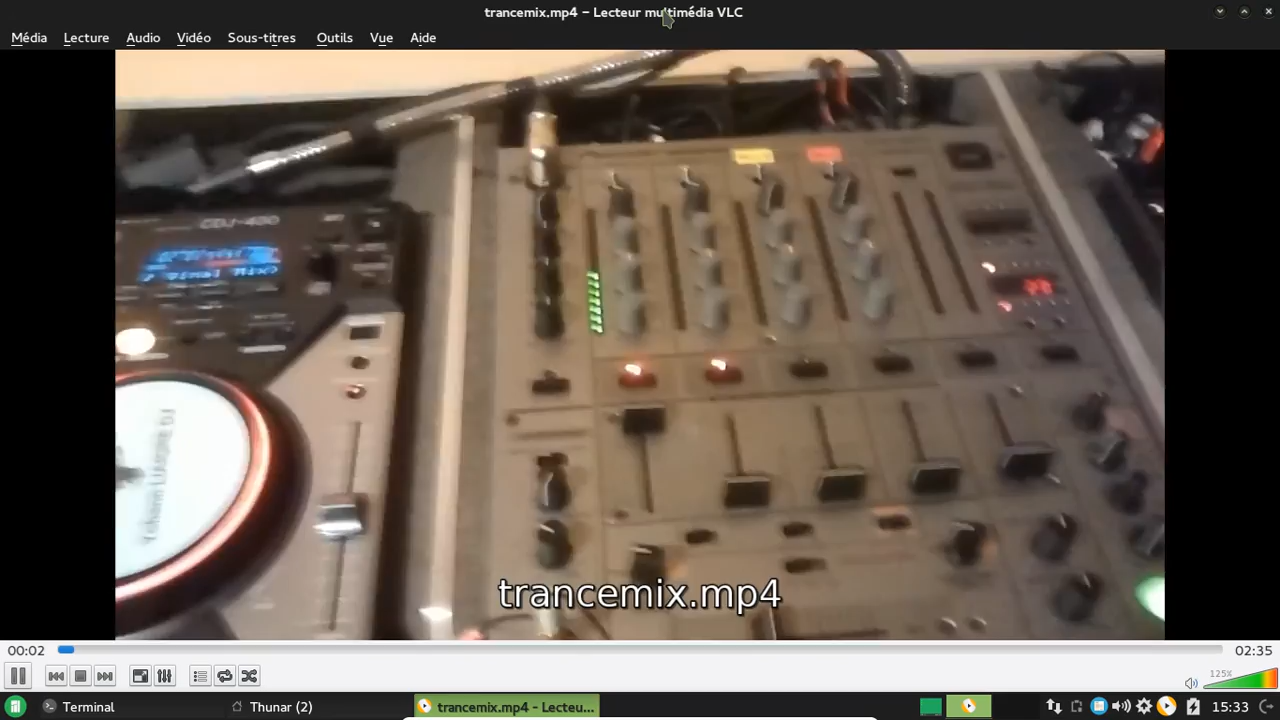 trancemix.mp4 – Lecteur multimédia VLC
Média Lecture Audio Vidéo Sous-titres Outils Vue Aide
CDJ-400
trancemix.mp4
00:02 02:35
125%
Terminal Thunar (2) trancemix.mp4 - Lecteu... 15:33